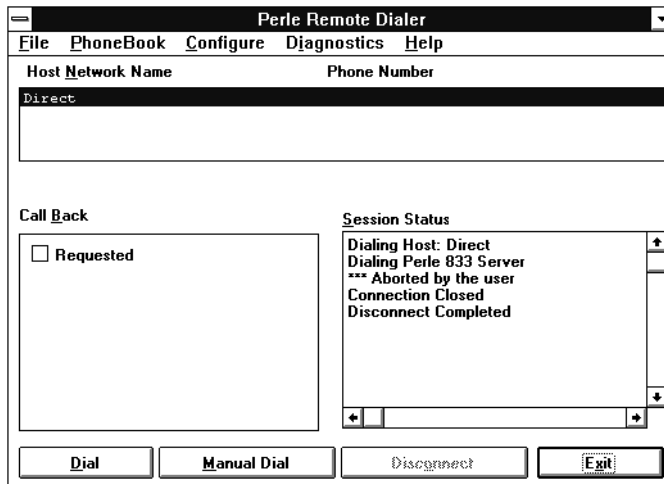 Perle Remote Dialer
File PhoneBook Configure Diagnostics Help
Host Network Name Phone Number
Direct
Call Back
Requested
Session Status
Dialing Host: Direct
Dialing Perle 833 Server
*** Aborted by the user
Connection Closed
Disconnect Completed
Dial Manual Dial Disconnect Exit